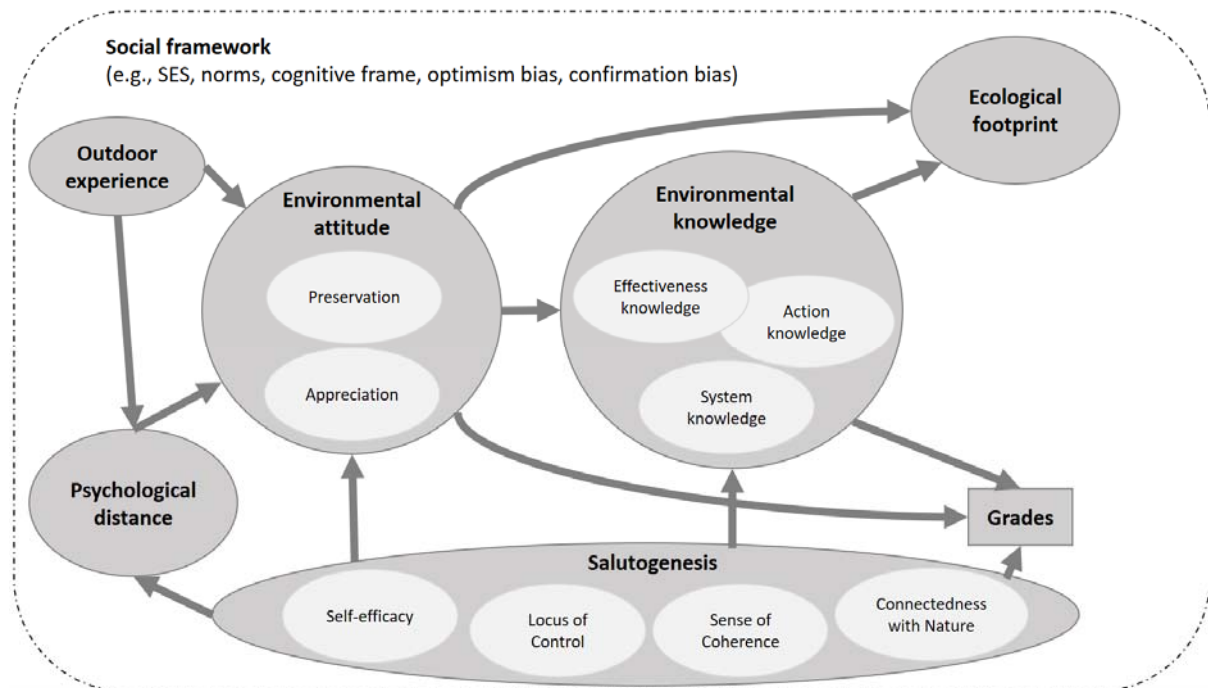 Social framework
(e.g., SES, norms, cognitive frame, optimism bias, confirmation bias)
Ecological
footprint
Outdoor
experience
Environmental
attitude
Preservation
Appreciation
Environmental
knowledge
Effectiveness
knowledge
Action
knowledge
System
knowledge
Psychological
distance
Grades
Salutogenesis
Self-efficacy
Locus of
Control
Sense of
Coherence
Connectedness
with Nature